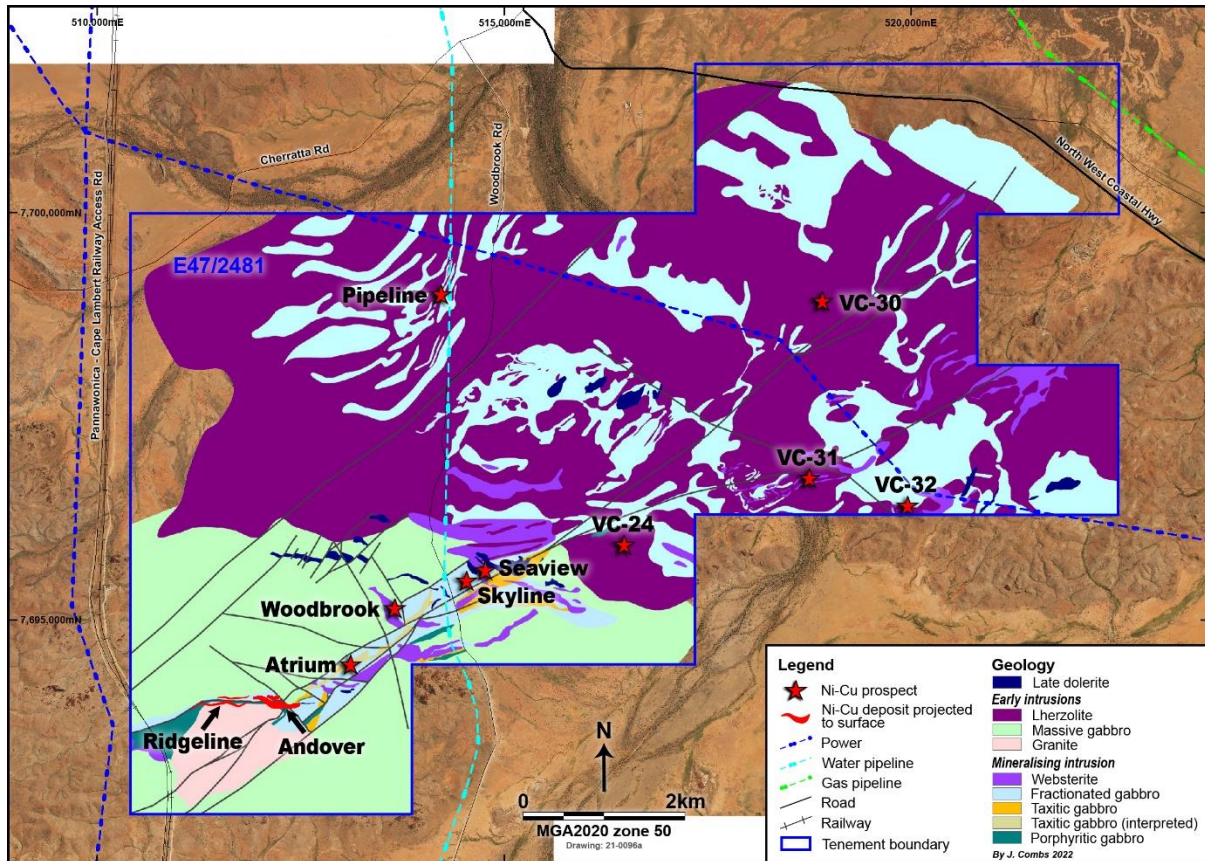 510,000mE
515,000mE
520,000mE
Cherratta Rd
Woodbrook Rd
North West Coastal Hwy
7,700,000mN
Pannawonica - Cape Lambert Railway Access Rd
E47/2481
Pipeline
VC-30
VC-31
VC-32
VC-24
Seaview
Skyline
Woodbrook
7,695,000mN
Atrium
Ridgeline
Andover
N
0 2km
MGA2020 zone 50
Drawing: 21-0096a
Legend
Ni-Cu prospect
Ni-Cu deposit projected
to surface
Power
Water pipeline
Gas pipeline
Road
Railway
Tenement boundary
Geology
Late dolerite
Early intrusions
Lherzolite
Massive gabbro
Granite
Mineralising intrusion
Websterite
Fractionated gabbro
Taxitic gabbro
Taxitic gabbro (interpreted)
Porphyritic gabbro
By J. Combs 2022